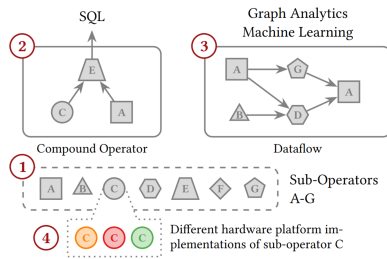 SQL
Graph Analytics
Machine Learning
2
E
C
A
Compound Operator
3
A
G
A
B
D
Dataflow
1
A
B
C
D
E
F
G
Sub-Operators
A-G
4
C
C
C
Different hardware platform im-
plementations of sub-operator C